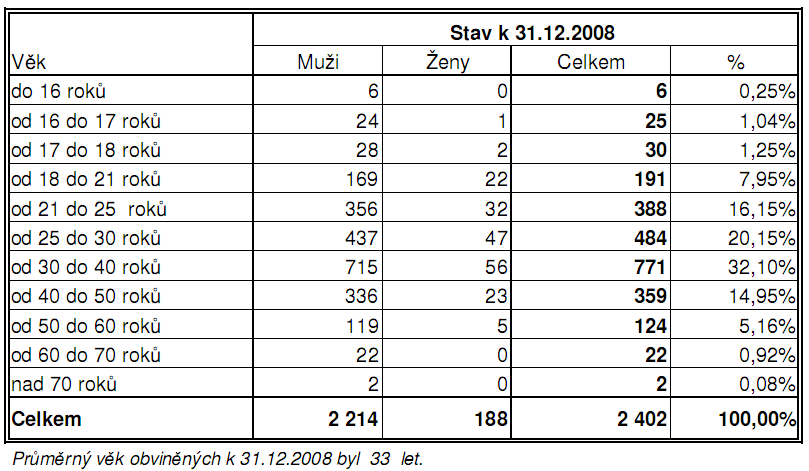 Stav k 31.12.2008
Věk Muži Ženy Celkem %
do 16 roků 6 0 6 0,25%
od 16 do 17 roků 24 1 25 1,04%
od 17 do 18 roků 28 2 30 1,25%
od 18 do 21 roků 169 22 191 7,95%
od 21 do 25 roků 356 32 388 16,15%
od 25 do 30 roků 437 47 484 20,15%
od 30 do 40 roků 715 56 771 32,10%
od 40 do 50 roků 336 23 359 14,95%
od 50 do 60 roků 119 5 124 5,16%
od 60 do 70 roků 22 0 22 0,92%
nad 70 roků 2 0 2 0,08%
Celkem 2 214 188 2 402 100,00%
Průměrný věk obviněných k 31.12.2008 byl 33 let.